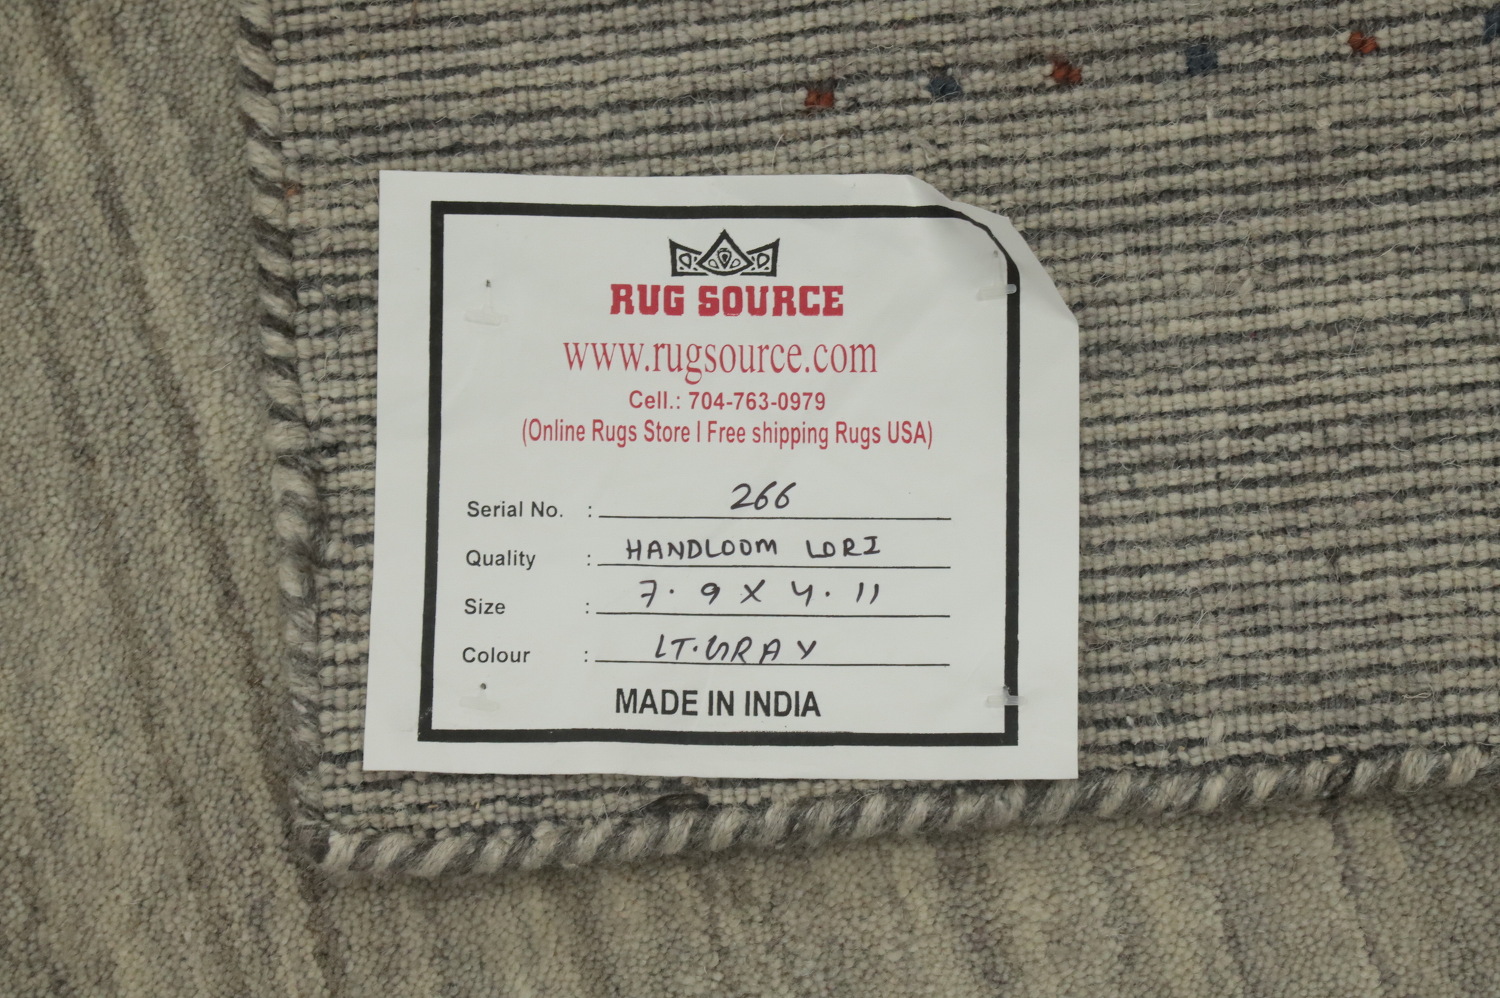 RUG SOURCE
www.rugsource.com
Cell.: 704-763-0979
(Online Rugs Store I Free shipping Rugs USA)
Serial No. : 266
Quality : HANDLOOM LORI
Size : 7.9 X 4.11
Colour : LT.GRAY
MADE IN INDIA